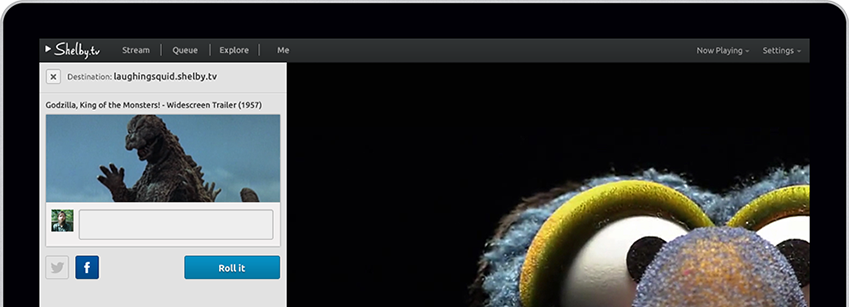 Shelby.tv Stream Queue Explore Me Now Playing Settings
Destination: laughingsquid.shelby.tv
Godzilla, King of the Monsters! - Widescreen Trailer (1957)
f Roll it